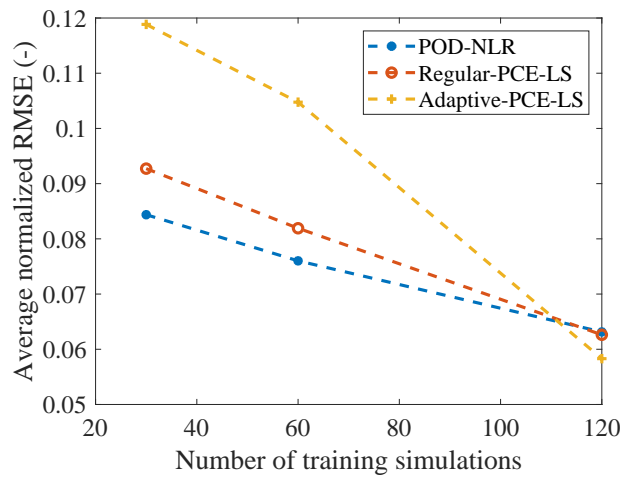 0.12
0.11
0.1
0.09
0.08
0.07
0.06
0.05
Average normalized RMSE (-)
POD-NLR
Regular-PCE-LS
Adaptive-PCE-LS
20
40
60
80
100
120
Number of training simulations